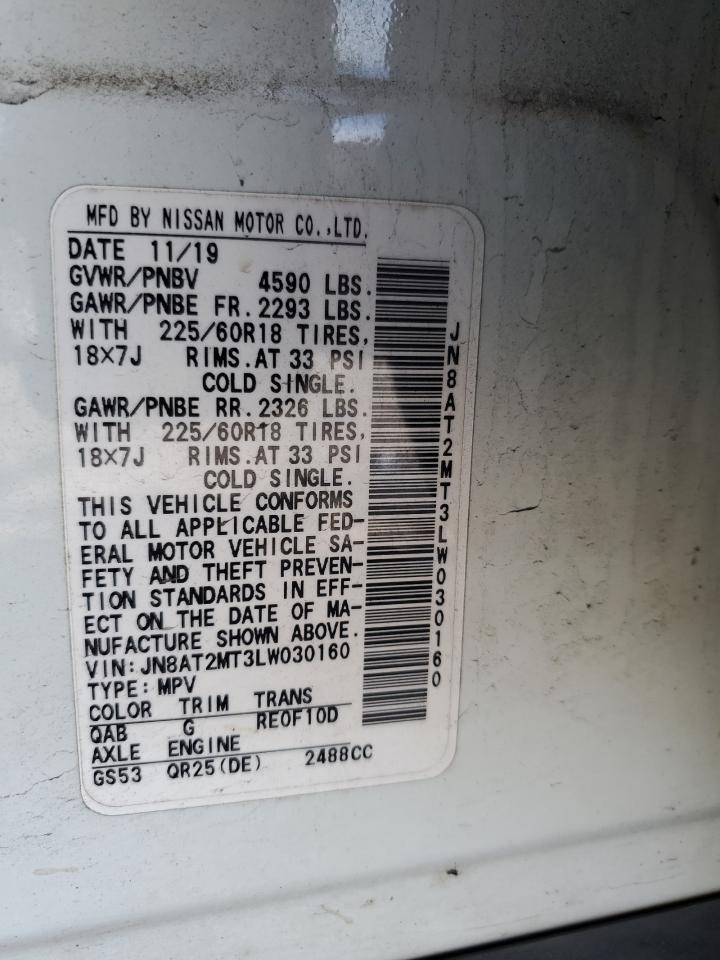 MFD BY NISSAN MOTOR CO.,LTD.
DATE 11/19
GVWR/PNBV 4590 LBS.
GAWR/PNBE FR.2293 LBS.
WITH 225/60R18 TIRES,
18×7J RIMS.AT 33 PSI
COLD SINGLE.
GAWR/PNBE RR.2326 LBS.
WITH 225/60R18 TIRES,
18×7J RIMS.AT 33 PSI
COLD SINGLE.
THIS VEHICLE CONFORMS
TO ALL APPLICABLE FED-
ERAL MOTOR VEHICLE SA-
FETY AND THEFT PREVEN-
TION STANDARDS IN EFF-
ECT ON THE DATE OF MA-
NUFACTURE SHOWN ABOVE.
VIN:JN8AT2MT3LW030160
TYPE:MPV
COLOR TRIM TRANS
QAB G RE0F10D
AXLE ENGINE
GS53 QR25(DE) 2488CC
JN8AT2MT3LW030160